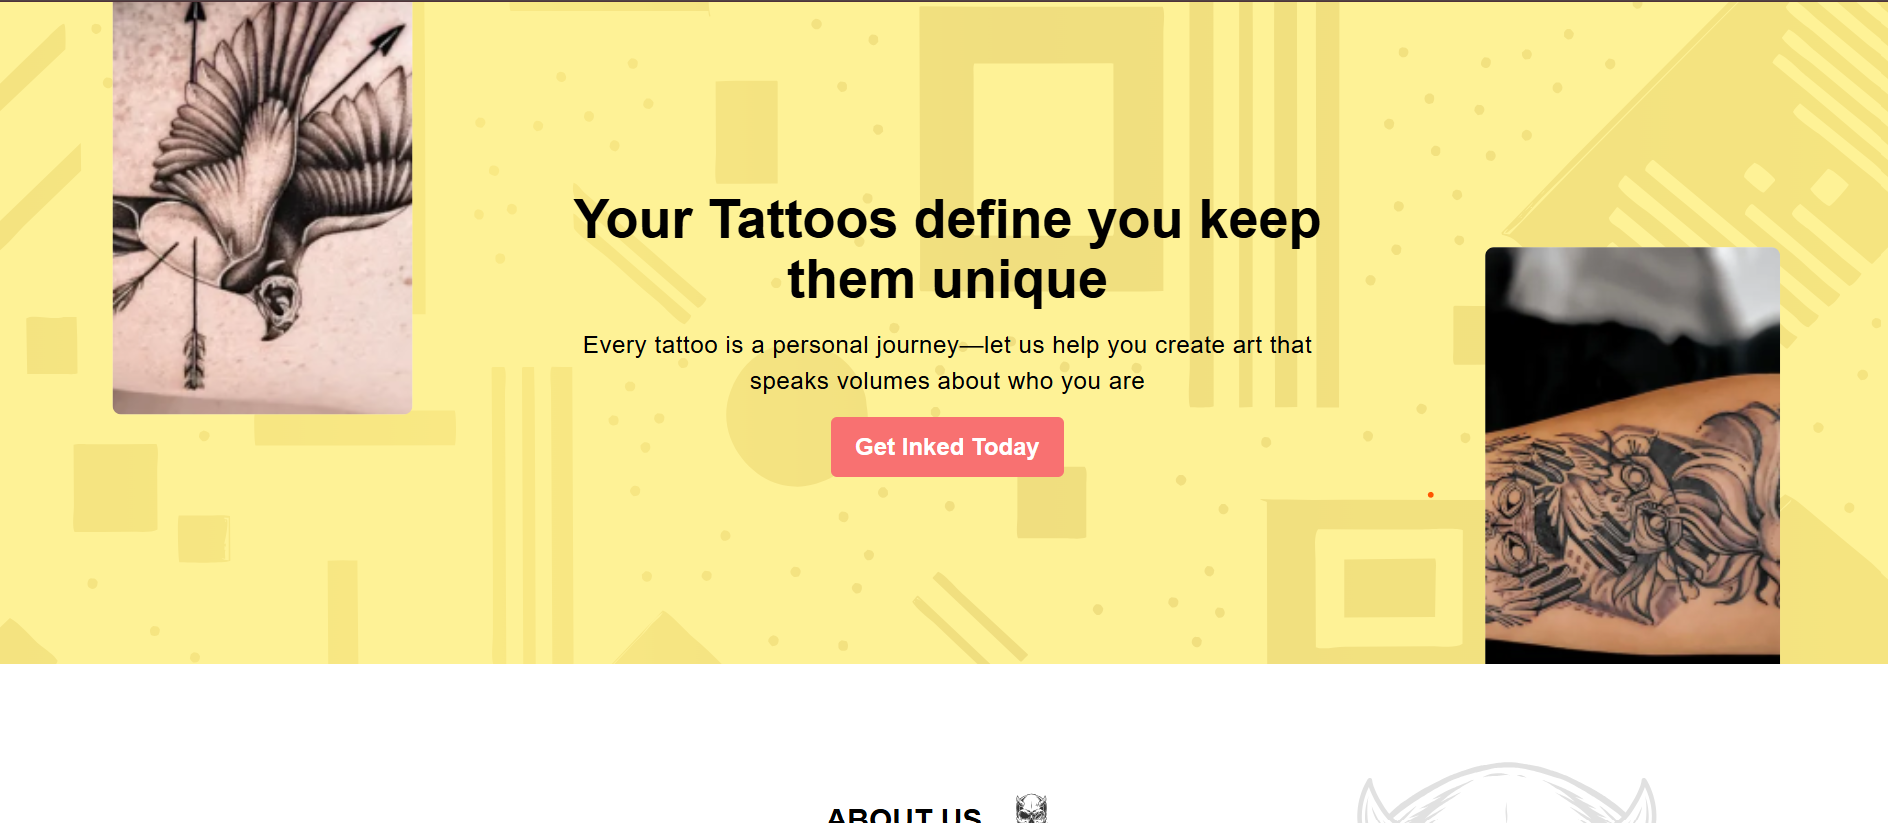 Your Tattoos define you keep
them unique
Every tattoo is a personal journey—let us help you create art that
speaks volumes about who you are
Get Inked Today
ABOUT US